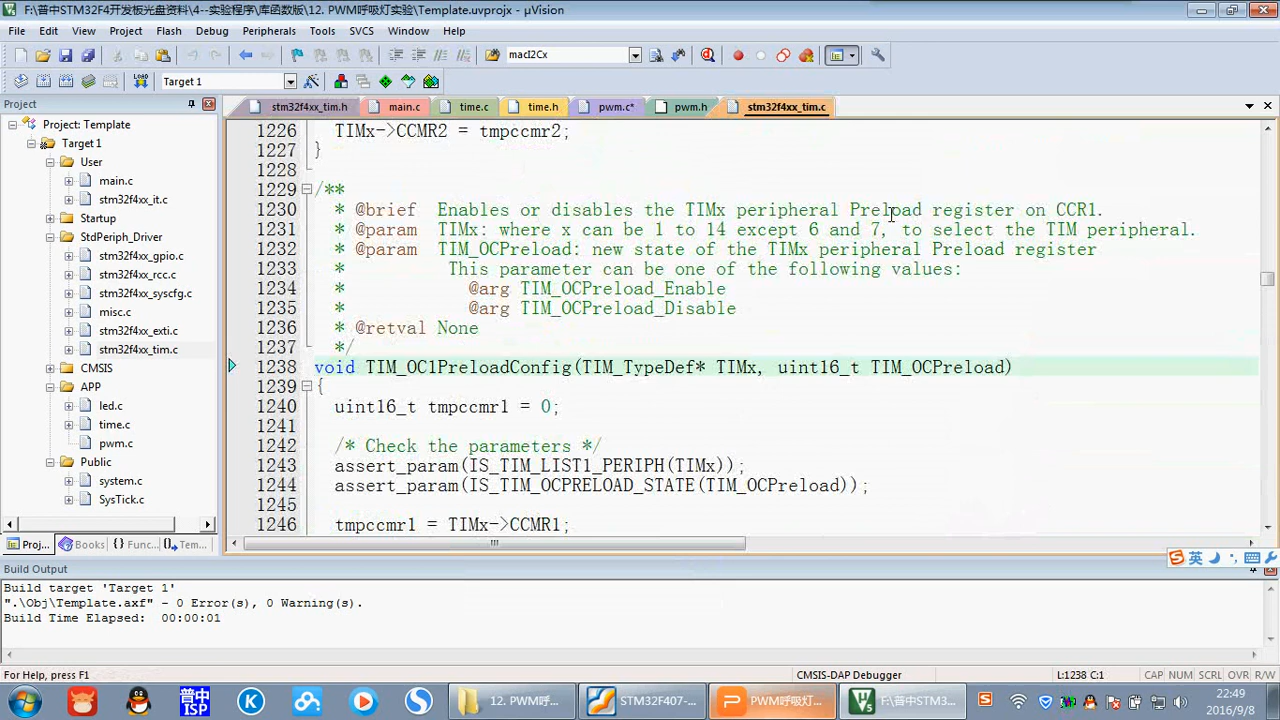 F:\普中STM32F4开发板光盘资料\4--实验程序\库函数版\12. PWM呼吸灯实验\Template.uvprojx - µVision
File Edit View Project Flash Debug Peripherals Tools SVCS Window Help
macI2Cx
LOAD Target 1
Project
stm32f4xx_tim.h main.c time.c time.h pwm.c* pwm.h stm32f4xx_tim.c
Project: Template
Target 1
User
main.c
stm32f4xx_it.c
Startup
StdPeriph_Driver
stm32f4xx_gpio.c
stm32f4xx_rcc.c
stm32f4xx_syscfg.c
misc.c
stm32f4xx_exti.c
stm32f4xx_tim.c
CMSIS
APP
led.c
time.c
pwm.c
Public
system.c
SysTick.c
Proj... Books {} Func... Tem...
1226 TIMx->CCMR2 = tmpccmr2;
1227 }
1228
1229 /**
1230 * @brief Enables or disables the TIMx peripheral Preload register on CCR1.
1231 * @param TIMx: where x can be 1 to 14 except 6 and 7, to select the TIM peripheral.
1232 * @param TIM_OCPreload: new state of the TIMx peripheral Preload register
1233 * This parameter can be one of the following values:
1234 * @arg TIM_OCPreload_Enable
1235 * @arg TIM_OCPreload_Disable
1236 * @retval None
1237 */
1238 void TIM_OC1PreloadConfig(TIM_TypeDef* TIMx, uint16_t TIM_OCPreload)
1239 {
1240 uint16_t tmpccmr1 = 0;
1241
1242 /* Check the parameters */
1243 assert_param(IS_TIM_LIST1_PERIPH(TIMx));
1244 assert_param(IS_TIM_OCPRELOAD_STATE(TIM_OCPreload));
1245
1246 tmpccmr1 = TIMx->CCMR1;
英
Build Output
Build target 'Target 1'
".\Obj\Template.axf" - 0 Error(s), 0 Warning(s).
Build Time Elapsed: 00:00:01
For Help, press F1 CMSIS-DAP Debugger L:1238 C:1 CAP NUM SCRL OVR R/W
普中
ISP
12. PWM呼... STM32F407-... PWM呼吸灯... F:\普中STM3...
22:49
2016/9/8